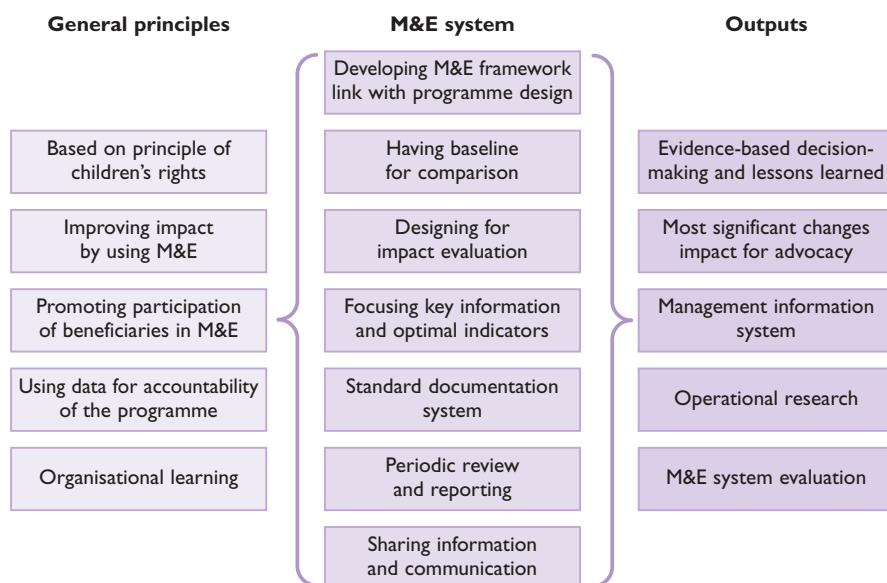 General principles
M&E system
Outputs
Developing M&E framework
link with programme design
Based on principle of
children's rights
Having baseline
for comparison
Evidence-based decision-
making and lessons learned
Improving impact
by using M&E
Designing for
impact evaluation
Most significant changes
impact for advocacy
Promoting participation
of beneficiaries in M&E
Focusing key information
and optimal indicators
Management information
system
Using data for accountability
of the programme
Standard documentation
system
Operational research
Organisational learning
Periodic review
and reporting
M&E system evaluation
Sharing information
and communication